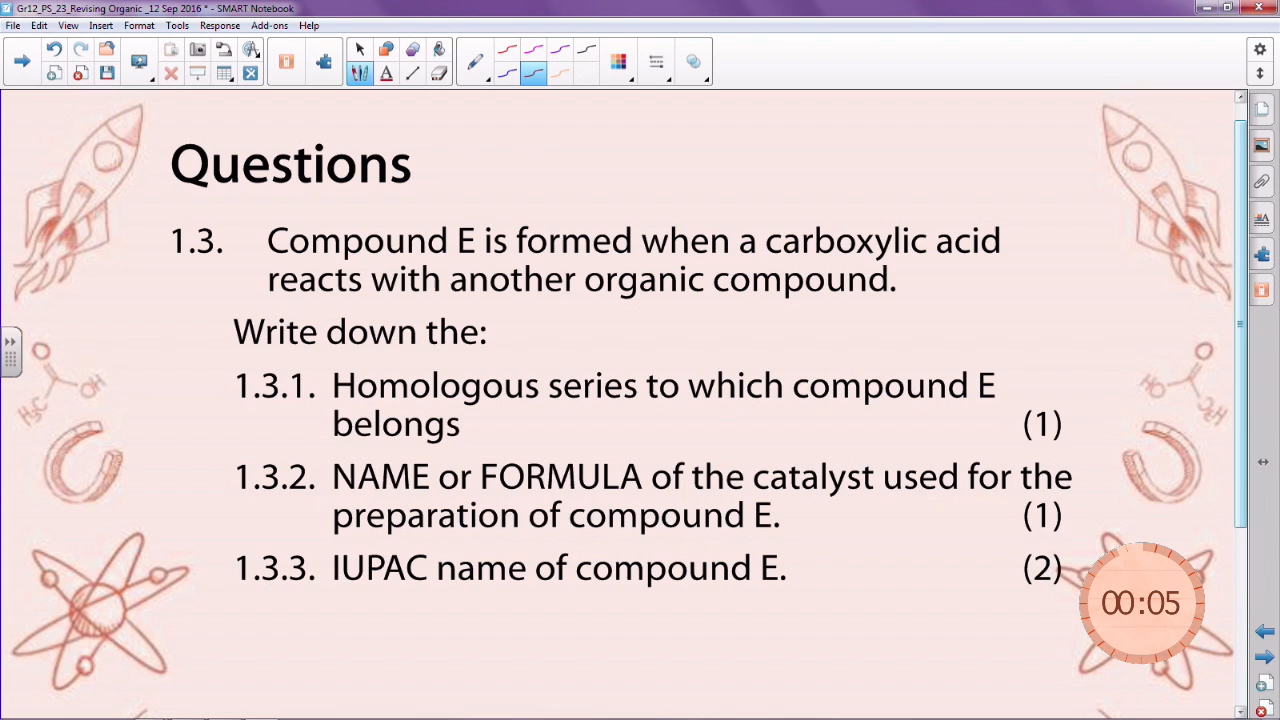 Gr12_PS_23_Revising Organic _12 Sep 2016 * - SMART Notebook
File Edit View Insert Format Tools Response Add-ons Help
Questions
1.3. Compound E is formed when a carboxylic acid
reacts with another organic compound.
Write down the:
1.3.1. Homologous series to which compound E
belongs (1)
1.3.2. NAME or FORMULA of the catalyst used for the
preparation of compound E. (1)
1.3.3. IUPAC name of compound E. (2)
00:05
O
OH
H₃C
O
HO